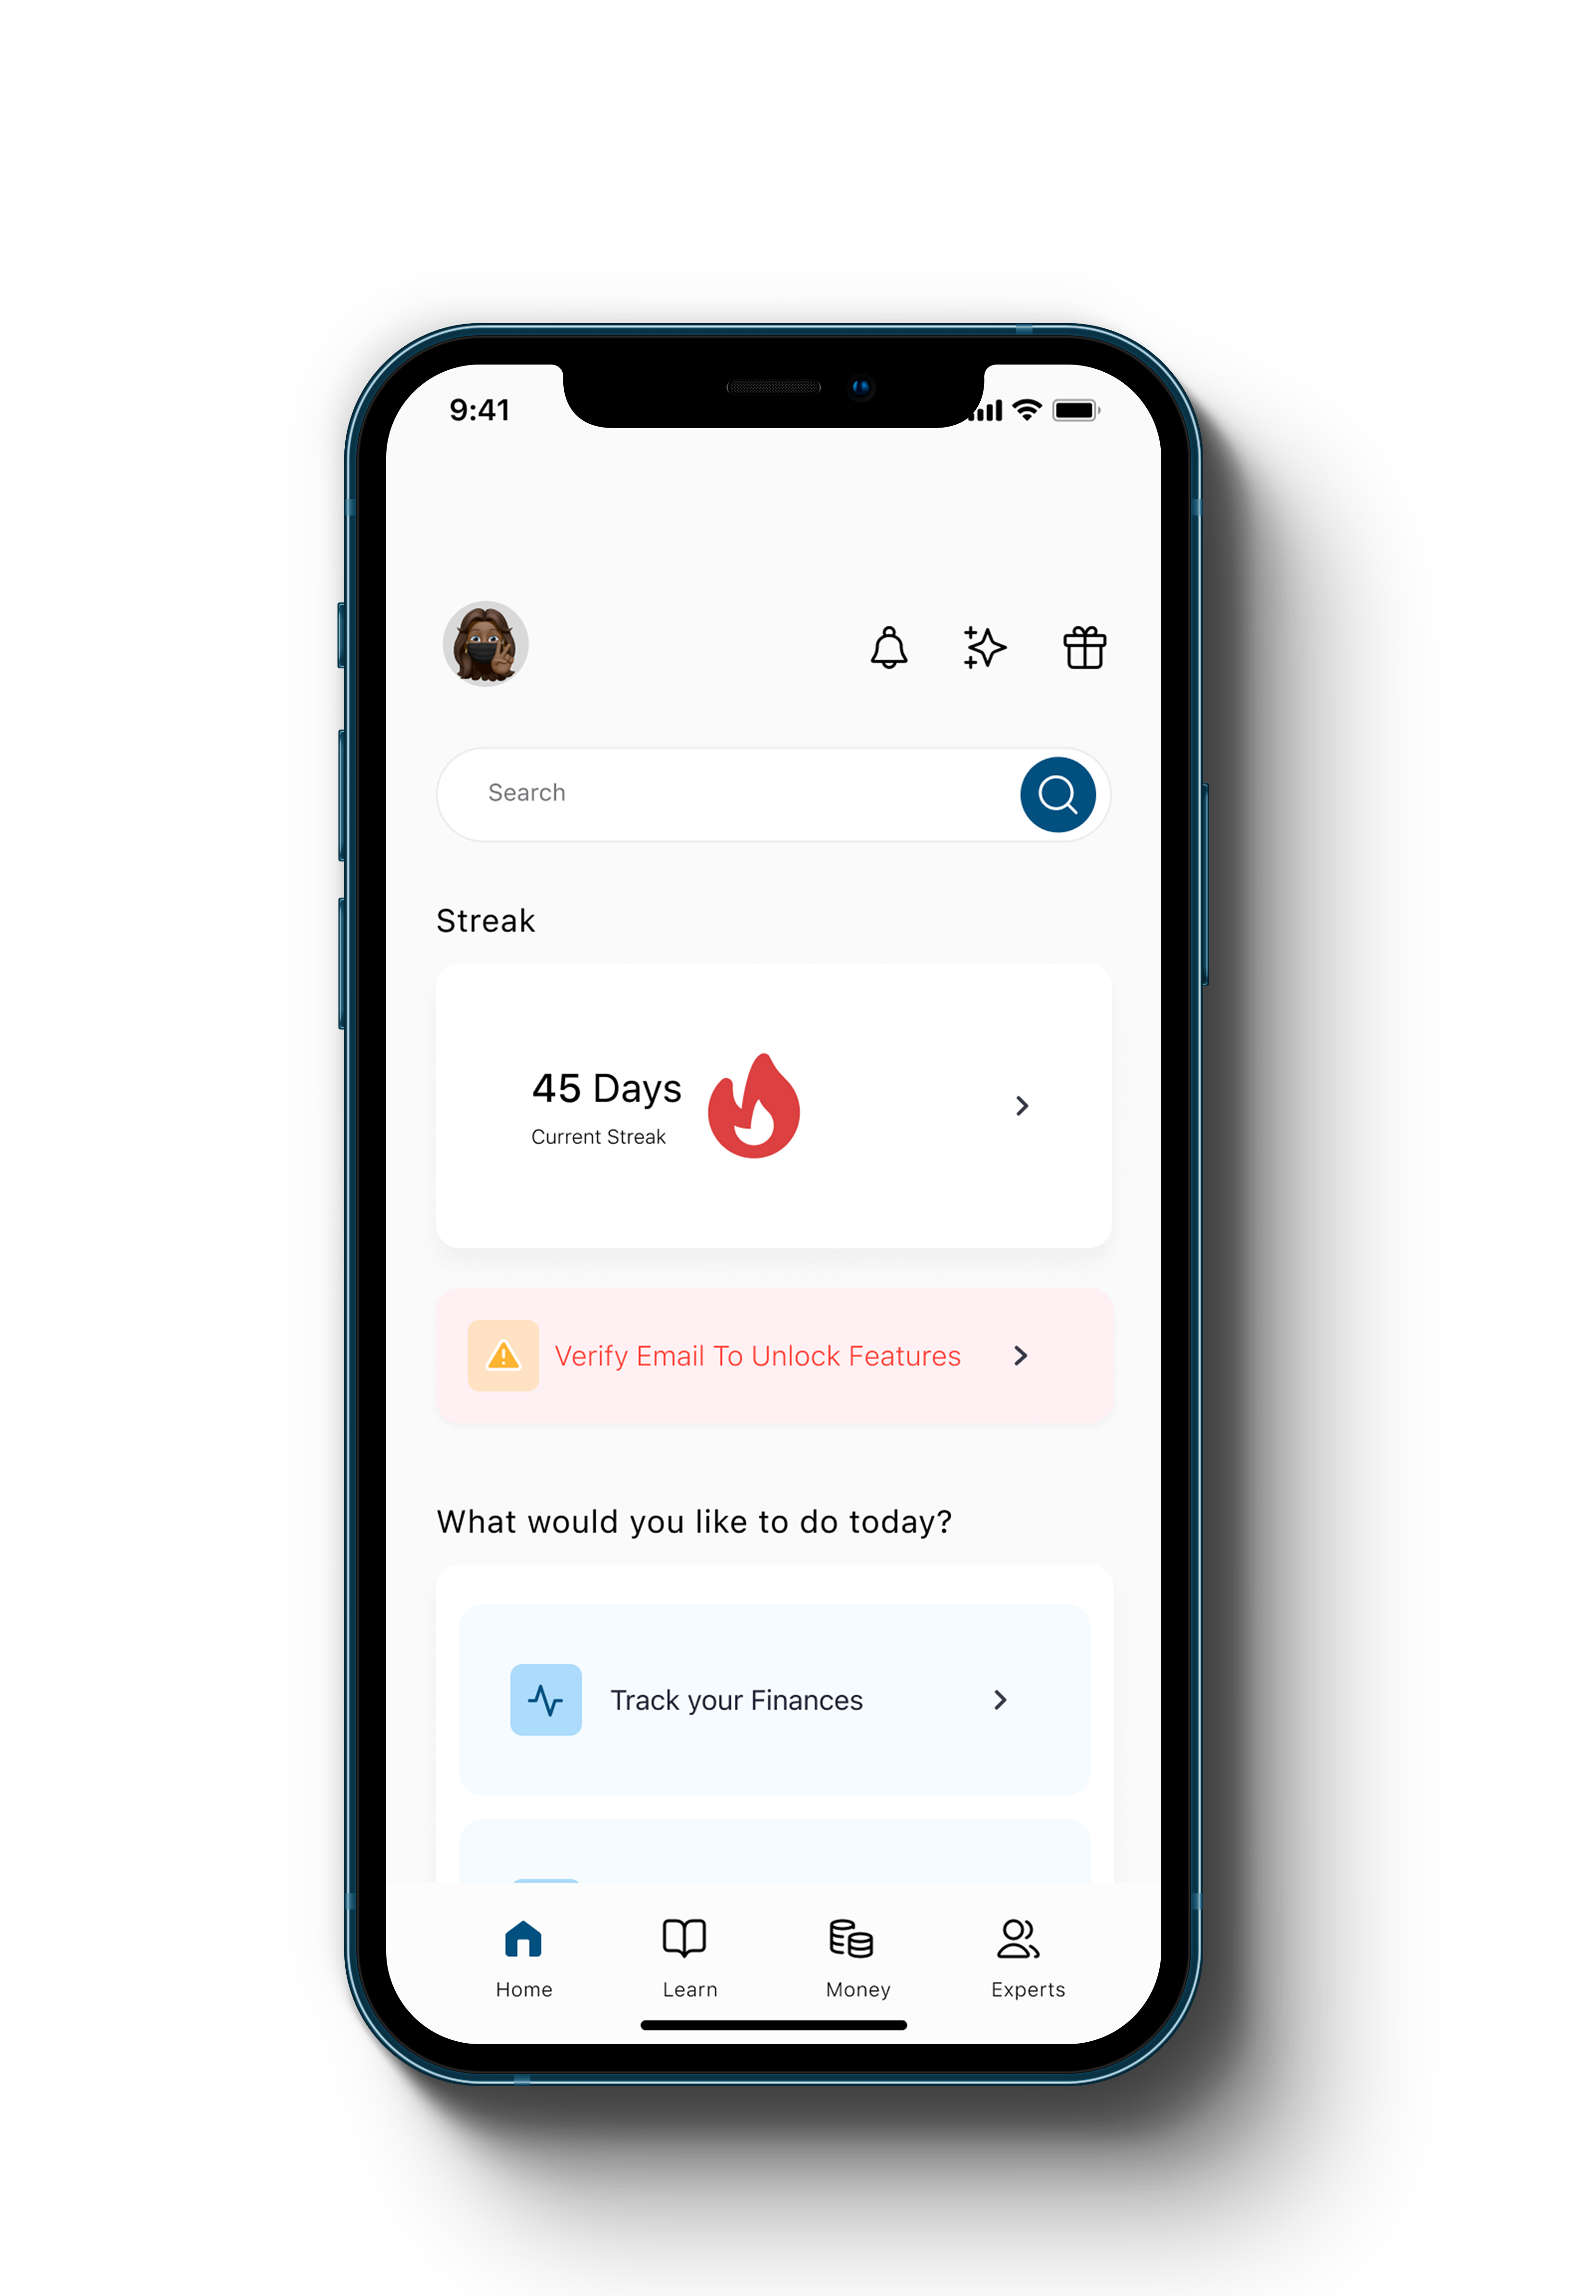 9:41
Search
Streak
45 Days
Current Streak
Verify Email To Unlock Features
What would you like to do today?
Track your Finances
Home
Learn
Money
Experts